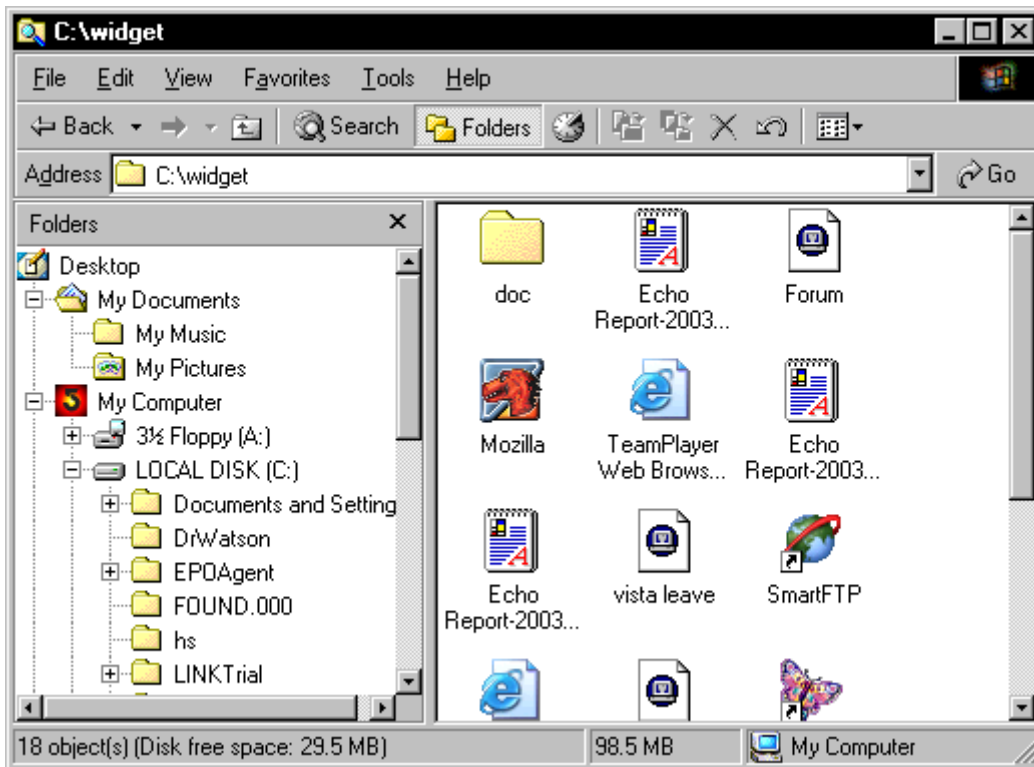 C:\widget
File Edit View Favorites Tools Help
Back Search Folders
Address C:\widget Go
Folders
Desktop
My Documents
My Music
My Pictures
My Computer
3½ Floppy (A:)
LOCAL DISK (C:)
Documents and Setting
DrWatson
EPOAgent
FOUND.000
hs
LINKTrial
doc
Echo
Report-2003...
Forum
Mozilla
TeamPlayer
Web Brows...
Echo
Report-2003...
Echo
Report-2003...
vista leave
SmartFTP
18 object(s) (Disk free space: 29.5 MB) 98.5 MB My Computer